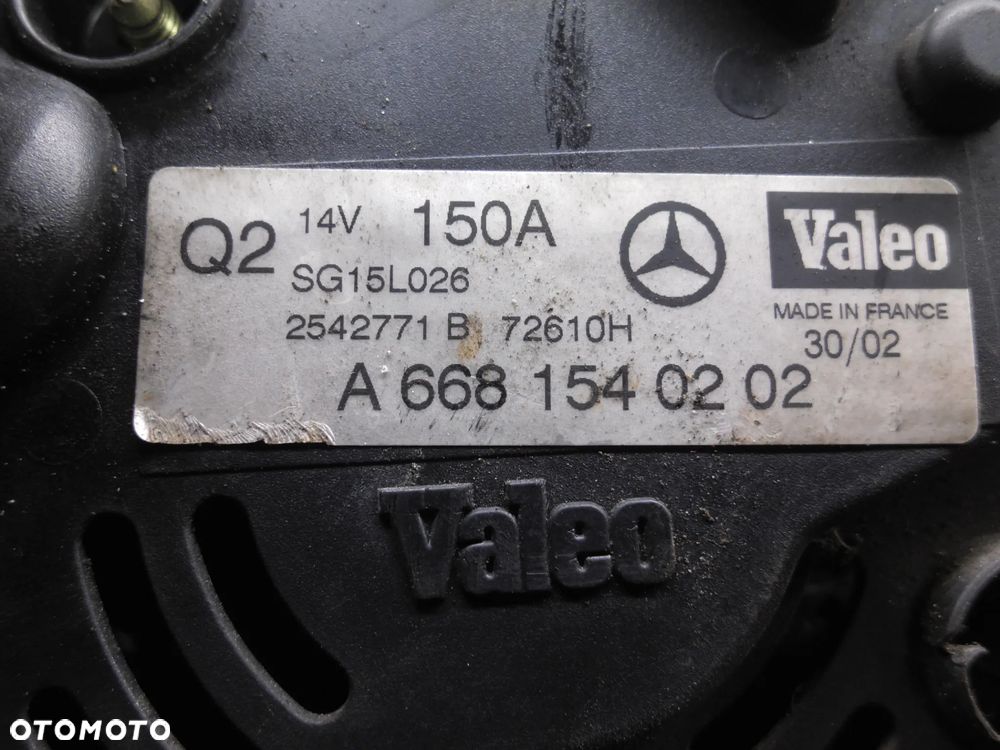 Q2 14V 150A Valeo
SG15L026
MADE IN FRANCE
2542771 B 72610H
30/02
A 668 154 02 02
Valeo
OTOMOTO